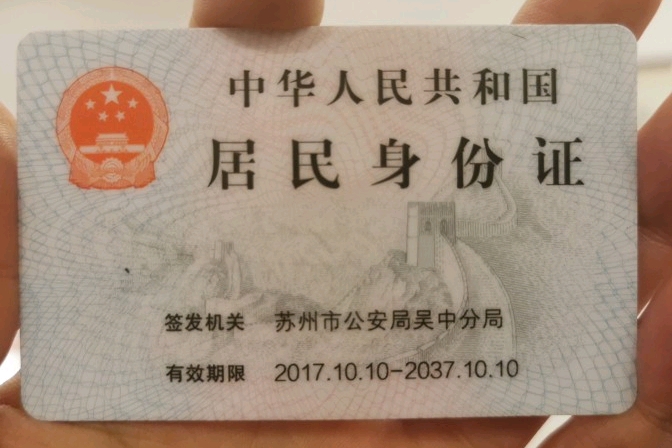 中华人民共和国
居民身份证
签发机关 苏州市公安局吴中分局
有效期限 2017.10.10-2037.10.10